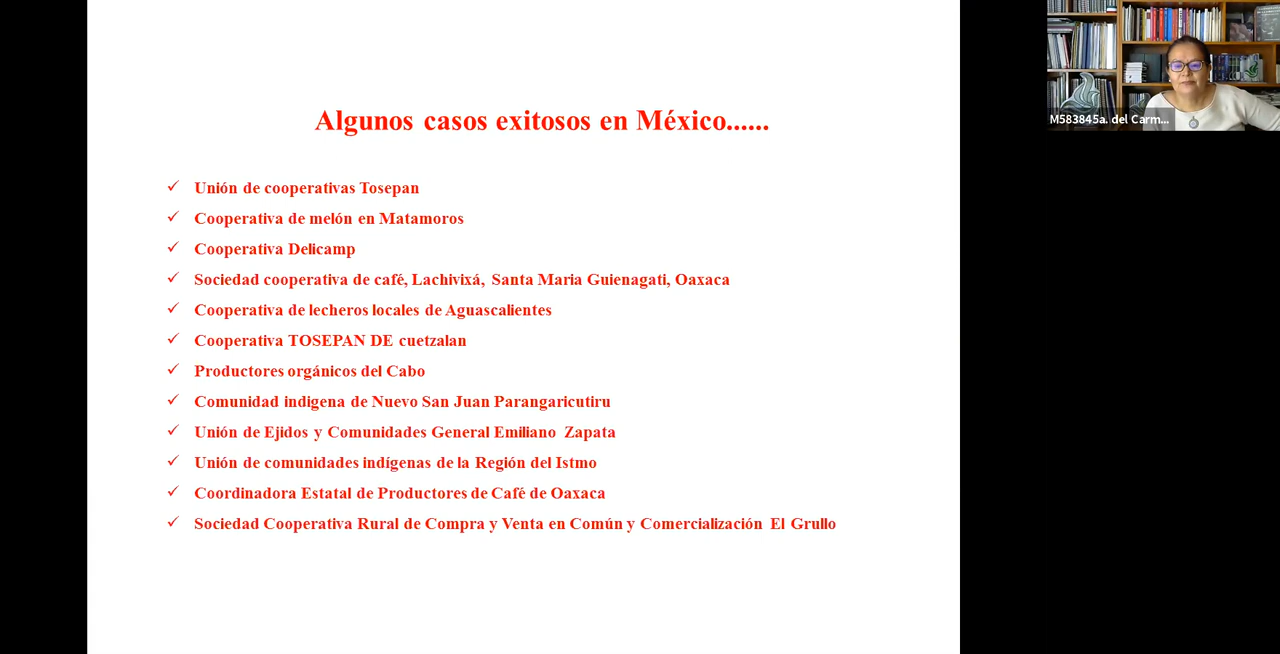 Algunos casos exitosos en México......
Unión de cooperativas Tosepan
Cooperativa de melón en Matamoros
Cooperativa Delicamp
Sociedad cooperativa de café, Lachivixá, Santa Maria Guienagati, Oaxaca
Cooperativa de lecheros locales de Aguascalientes
Cooperativa TOSEPAN DE cuetzalan
Productores orgánicos del Cabo
Comunidad indigena de Nuevo San Juan Parangaricutiru
Unión de Ejidos y Comunidades General Emiliano Zapata
Unión de comunidades indígenas de la Región del Istmo
Coordinadora Estatal de Productores de Café de Oaxaca
Sociedad Cooperativa Rural de Compra y Venta en Común y Comercialización El Grullo
M583845a. del Carm...